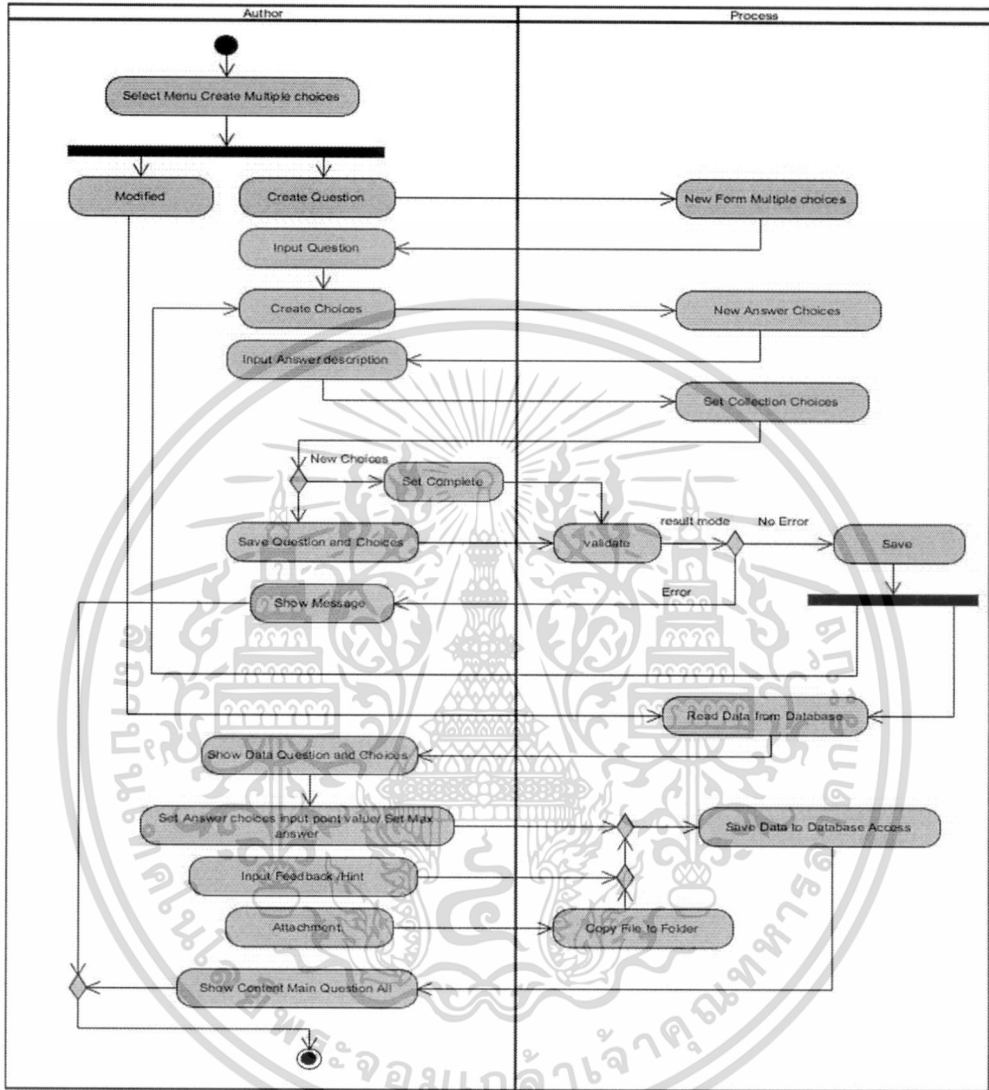 Author
Process
Select Menu Create Multiple choices
Modified
Create Question
New Form Multiple choices
Input Question
Create Choices
New Answer Choices
Input Answer description
Set Collection Choices
New Choices
Set Complete
Save Question and Choices
validate
result mode
No Error
Save
Show Message
Error
Read Data from Database
Show Data Question and Choices
Set Answer choices input point value/ Set Max
answer
Save Data to Database Access
Input Feedback /Hint
Attachment
Copy File to Folder
Show Content Main Question All